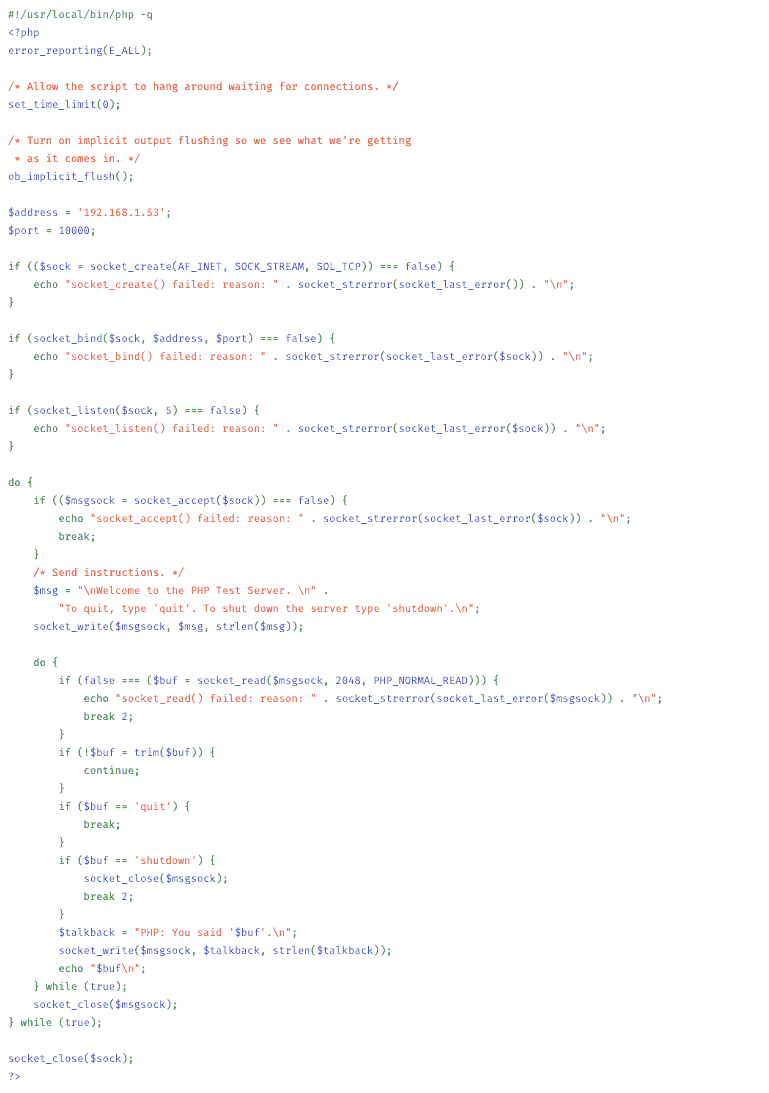 #!/usr/local/bin/php -q
<?php
error_reporting(E_ALL);

/* Allow the script to hang around waiting for connections. */
set_time_limit(0);

/* Turn on implicit output flushing so we see what we're getting
 * as it comes in. */
ob_implicit_flush();

$address = '192.168.1.53';
$port = 10000;

if (($sock = socket_create(AF_INET, SOCK_STREAM, SOL_TCP)) === false) {
    echo "socket_create() failed: reason: " . socket_strerror(socket_last_error()) . "\n";
}

if (socket_bind($sock, $address, $port) === false) {
    echo "socket_bind() failed: reason: " . socket_strerror(socket_last_error($sock)) . "\n";
}

if (socket_listen($sock, 5) === false) {
    echo "socket_listen() failed: reason: " . socket_strerror(socket_last_error($sock)) . "\n";
}

do {
    if (($msgsock = socket_accept($sock)) === false) {
        echo "socket_accept() failed: reason: " . socket_strerror(socket_last_error($sock)) . "\n";
        break;
    }
    /* Send instructions. */
    $msg = "\nWelcome to the PHP Test Server. \n" .
        "To quit, type 'quit'. To shut down the server type 'shutdown'.\n";
    socket_write($msgsock, $msg, strlen($msg));

    do {
        if (false === ($buf = socket_read($msgsock, 2048, PHP_NORMAL_READ))) {
            echo "socket_read() failed: reason: " . socket_strerror(socket_last_error($msgsock)) . "\n";
            break 2;
        }
        if (!$buf = trim($buf)) {
            continue;
        }
        if ($buf == 'quit') {
            break;
        }
        if ($buf == 'shutdown') {
            socket_close($msgsock);
            break 2;
        }
        $talkback = "PHP: You said '$buf'.\n";
        socket_write($msgsock, $talkback, strlen($talkback));
        echo "$buf\n";
    } while (true);
    socket_close($msgsock);
} while (true);

socket_close($sock);
?>